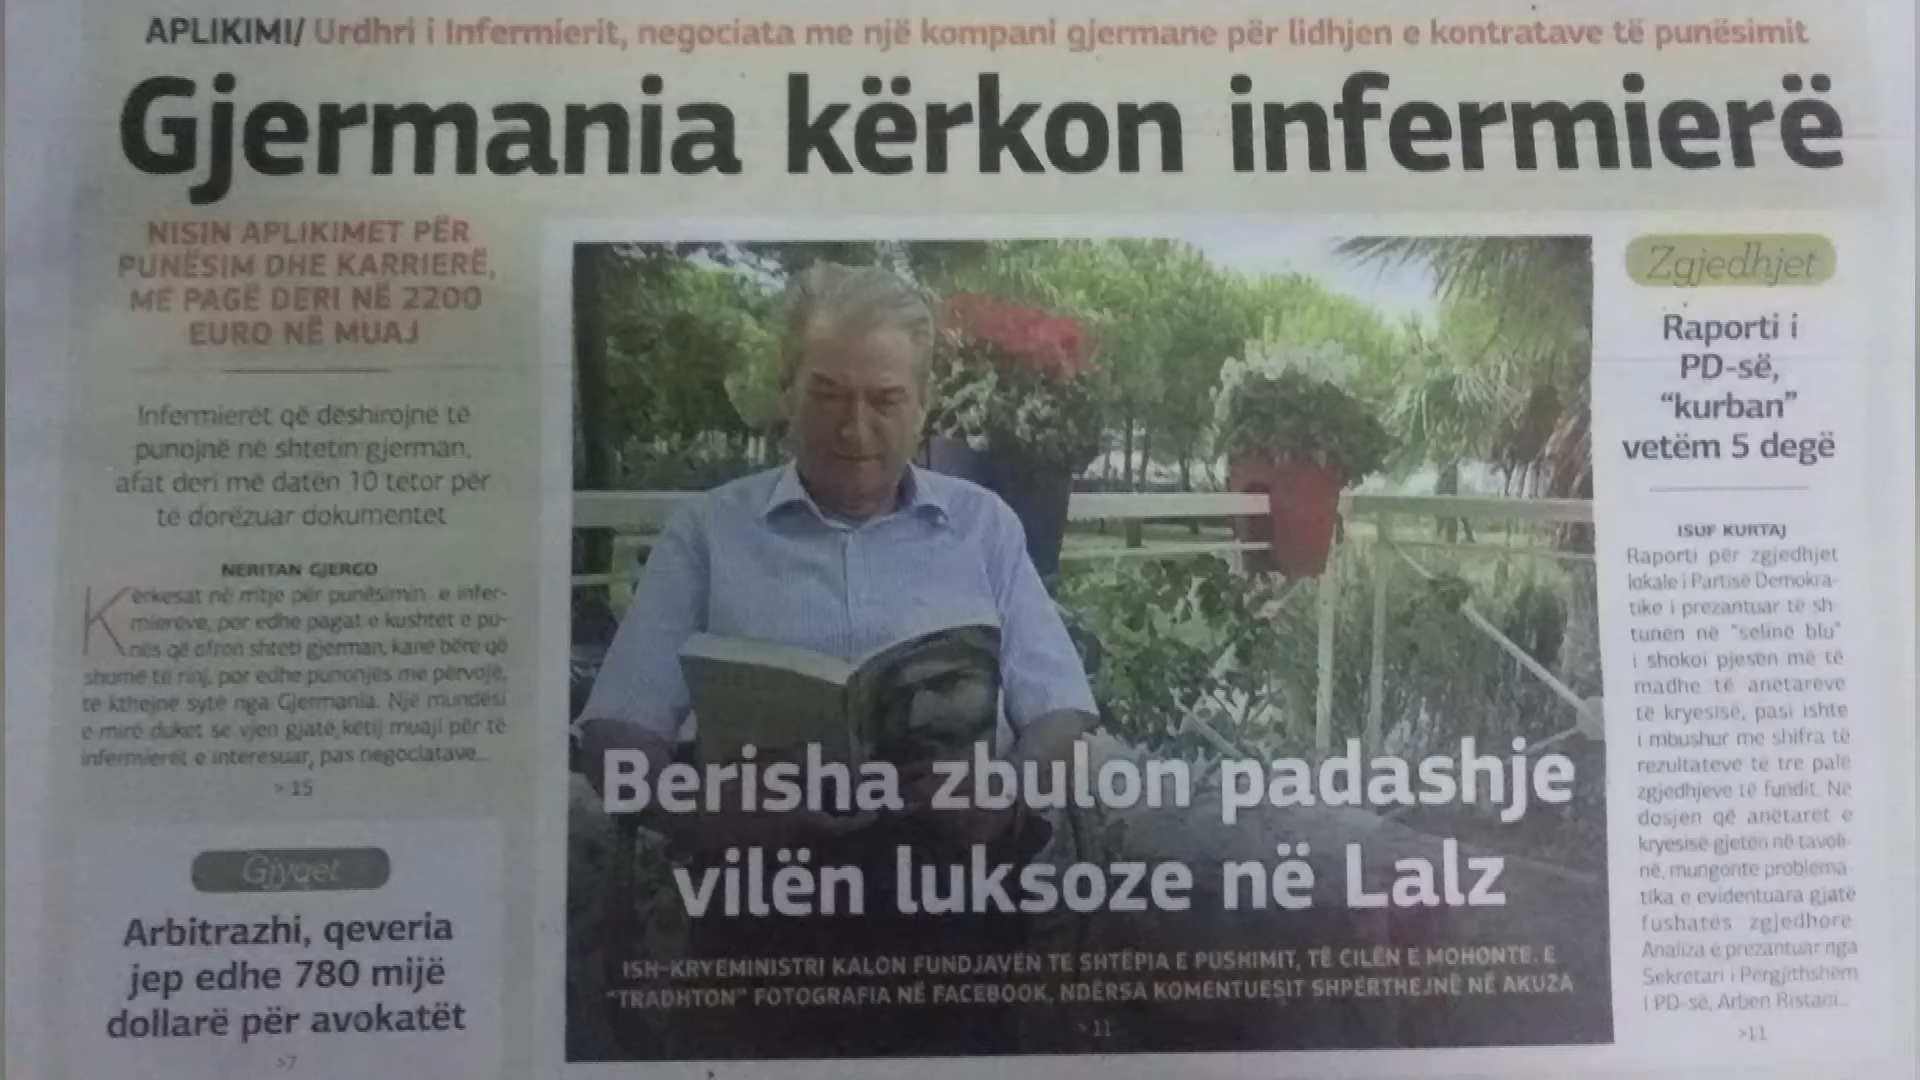 APLIKIMI/ Urdhri i Infermierit, negociata me një kompani gjermane për lidhjen e kontratave të punësimit
Gjermania kërkon infermierë
NISIN APLIKIMET PËR
PUNËSIM DHE KARRIERË,
ME PAGË DERI NË 2200
EURO NË MUAJ
Infermierët që dëshirojnë të
punojnë në shtetin gjerman,
afat deri më datën 10 tetor për
të dorëzuar dokumentet
NERITAN GJERGO
Kërkesat në rritje për punësimin e infer-
mierëve, por edhe pagat e kushtet e pu-
nës që ofron shteti gjerman, kanë bërë që
shumë të rinj, por edhe punonjës me përvojë,
të kthejnë sytë nga Gjermania. Një mundësi
e mirë duket se vjen gjatë këtij muaji për të
infermierët e interesuar, pas negociatave...
>15
Gjyqet
Arbitrazhi, qeveria
jep edhe 780 mijë
dollarë për avokatët
>7
Berisha zbulon padashje
vilën luksoze në Lalz
ISH-KRYEMINISTRI KALON FUNDJAVËN TE SHTËPIA E PUSHIMIT, TË CILËN E MOHONTE. E
"TRADHTON" FOTOGRAFIA NË FACEBOOK, NDËRSA KOMENTUESIT SHPËRTHEJNË NË AKUZA
>11
Zgjedhjet
Raporti i
PD-së,
"kurban"
vetëm 5 degë
ISUF KURTAJ
Raporti për zgjedhjet
lokale i Partisë Demokra-
tike i prezantuar të sh-
tunën në "selinë blu"
i shokoi pjesën më të
madhe të anëtarëve
të kryesisë, pasi ishte
i mbushur me shifra të
rezultateve të tre palë
zgjedhjeve të fundit. Në
dosjen që anëtarët e
kryesisë gjetën në tavoli-
në, mungonte problema
tika e evidentuara gjatë
fushatës zgjedhore.
Analiza e prezantuar nga
Sekretari i Përgjithshëm
i PD-së, Arben Ristani...
>11